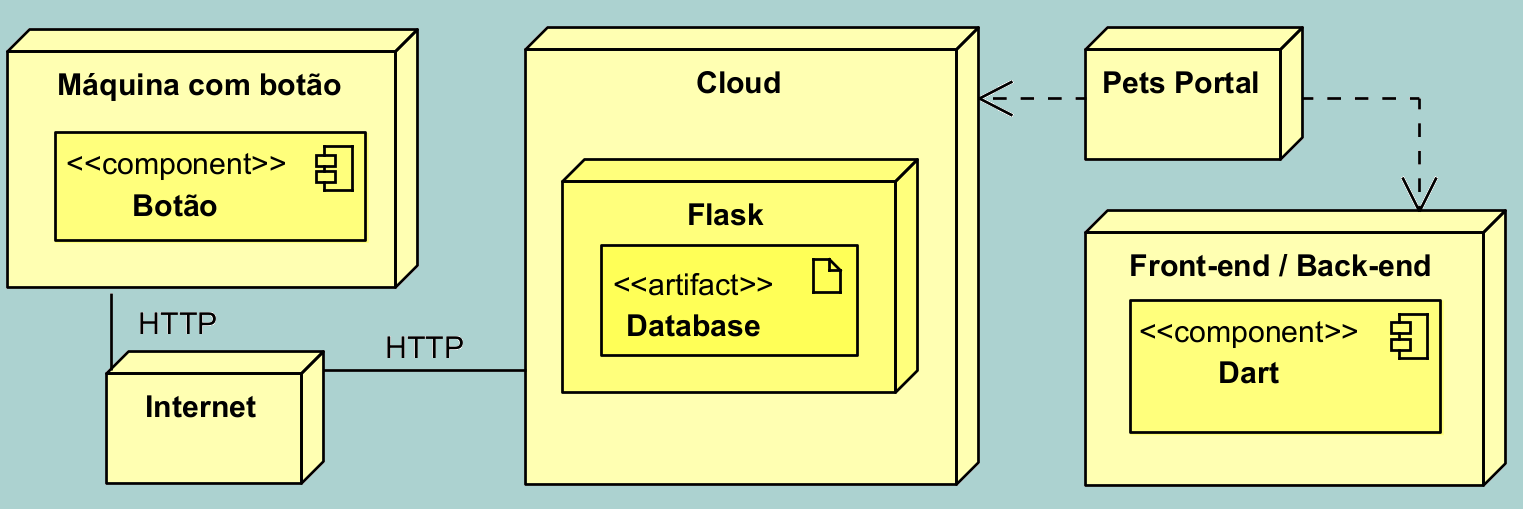 Máquina com botão
<<component>>
Botão
HTTP
Internet
HTTP
Cloud
Flask
<<artifact>>
Database
Pets Portal
Front-end / Back-end
<<component>>
Dart